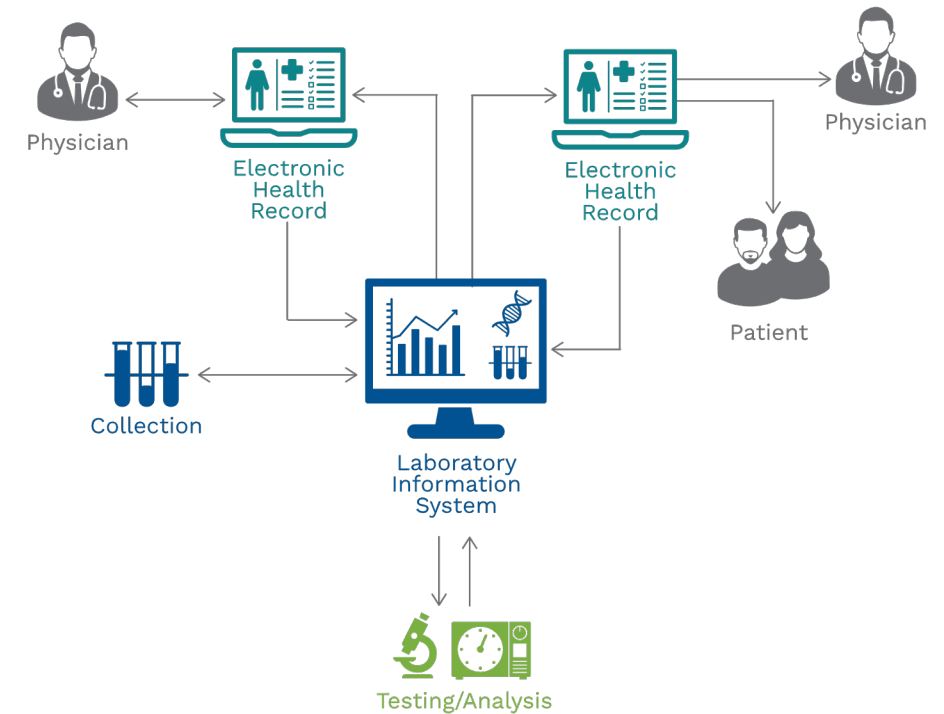 Physician
Electronic
Health
Record
Electronic
Health
Record
Physician
Patient
Collection
Laboratory
Information
System
Testing/Analysis